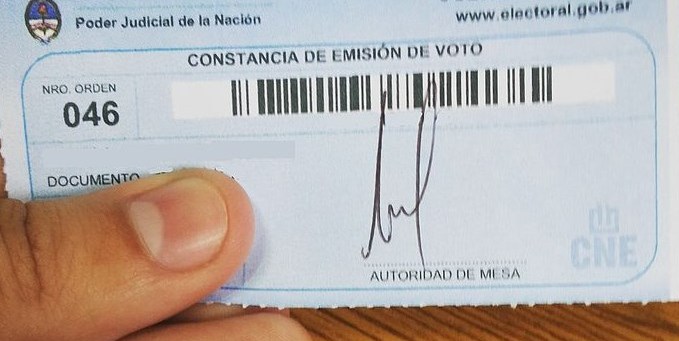 Poder Judicial de la Nación
www.electoral.gob.ar
CONSTANCIA DE EMISIÓN DE VOTO
NRO. ORDEN
046
DOCUMENTO
AUTORIDAD DE MESA
CNE